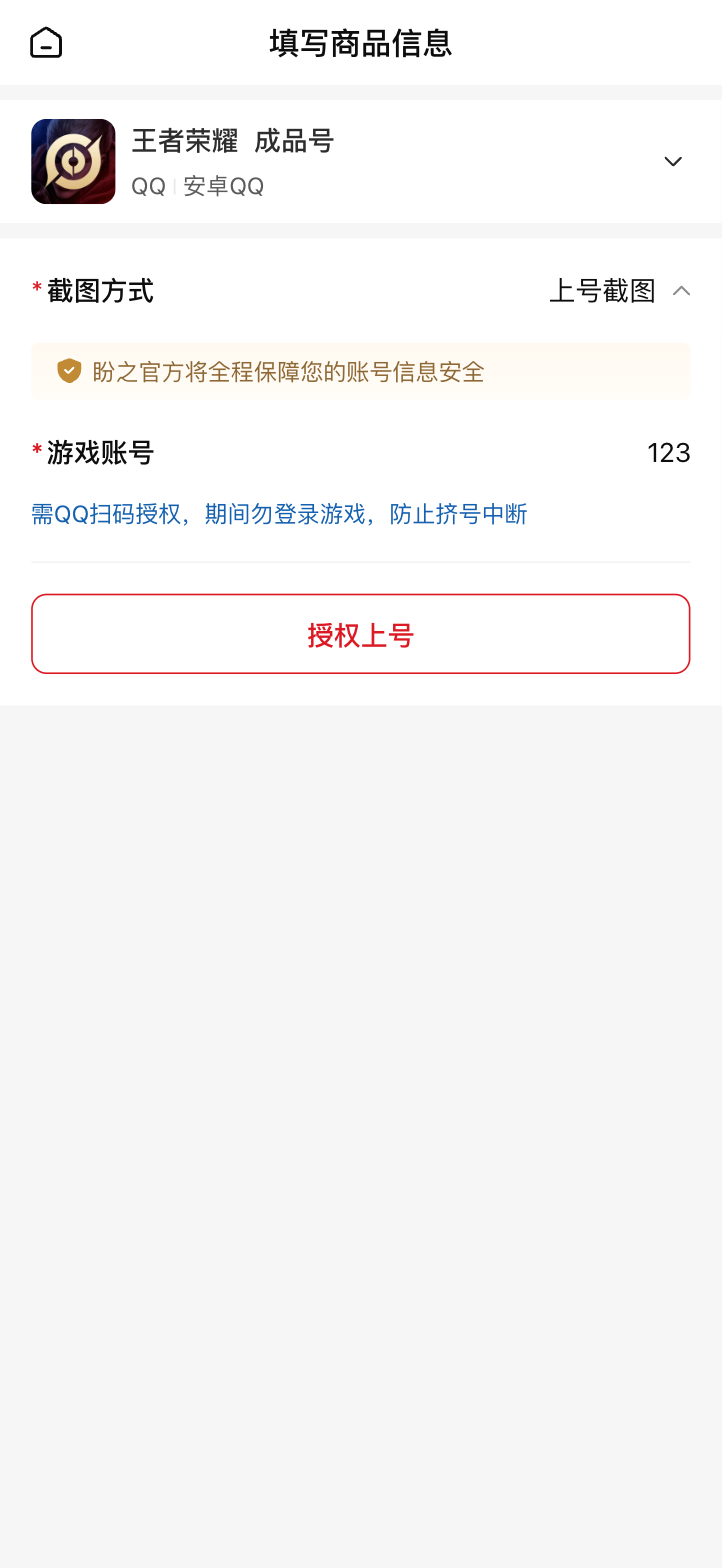 填写商品信息
王者荣耀 成品号
QQ | 安卓QQ
*截图方式 上号截图
盼之官方将全程保障您的账号信息安全
*游戏账号 123
需QQ扫码授权，期间勿登录游戏，防止挤号中断
授权上号